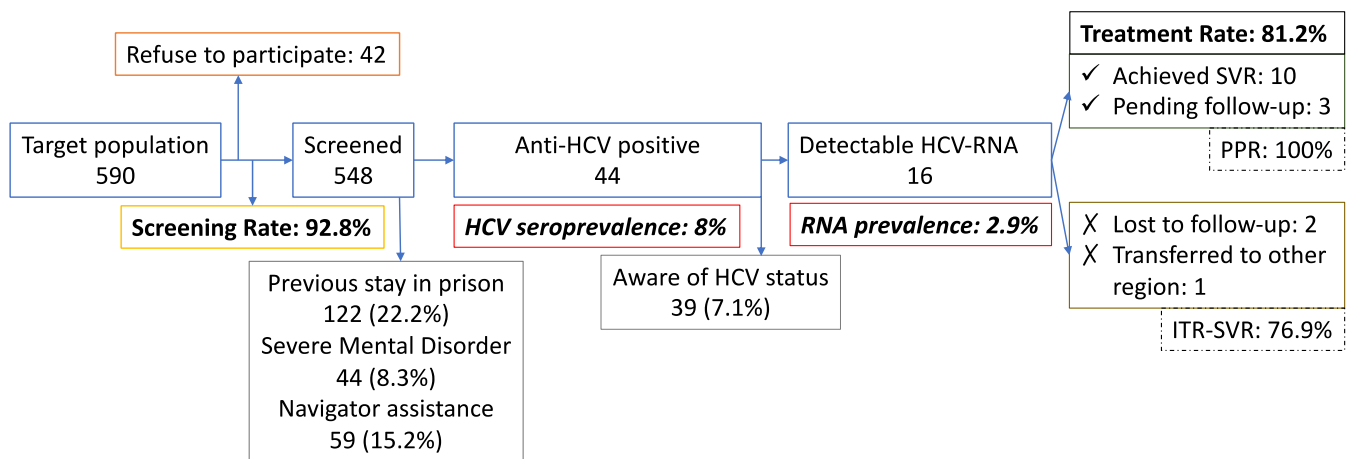 Refuse to participate: 42
Target population
590
Screening Rate: 92.8%
Screened
548
Previous stay in prison
122 (22.2%)
Severe Mental Disorder
44 (8.3%)
Navigator assistance
59 (15.2%)
Anti-HCV positive
44
HCV seroprevalence: 8%
Aware of HCV status
39 (7.1%)
Detectable HCV-RNA
16
RNA prevalence: 2.9%
Treatment Rate: 81.2%
✓ Achieved SVR: 10
✓ Pending follow-up: 3
PPR: 100%
✗ Lost to follow-up: 2
✗ Transferred to other
region: 1
ITR-SVR: 76.9%